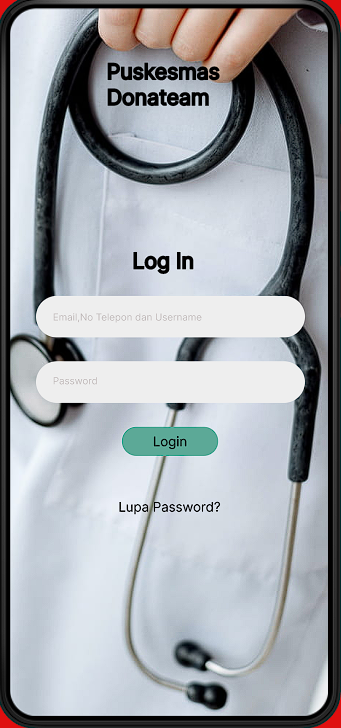 Puskesmas
Donateam
Log In
Email,No Telepon dan Username
Password
Login
Lupa Password?